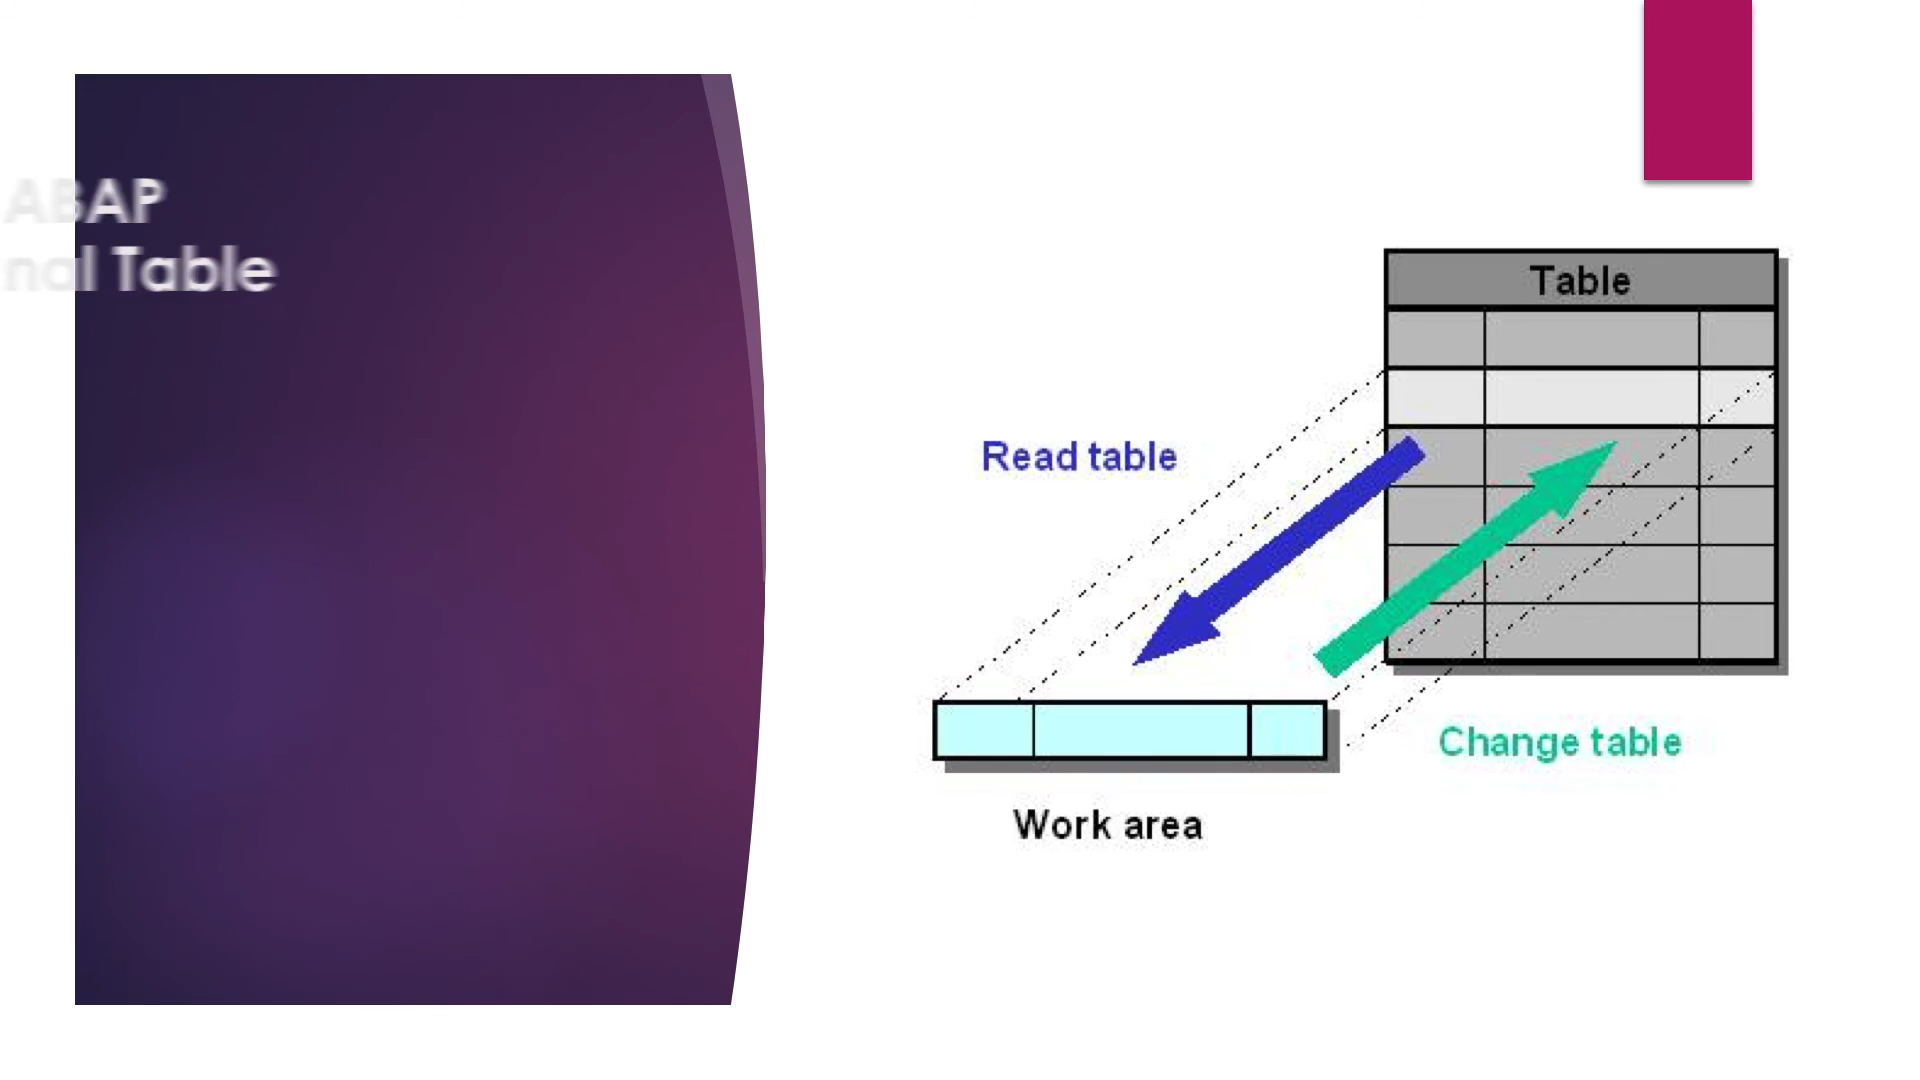 ABAP
nal Table
Table
Read table
Change table
Work area